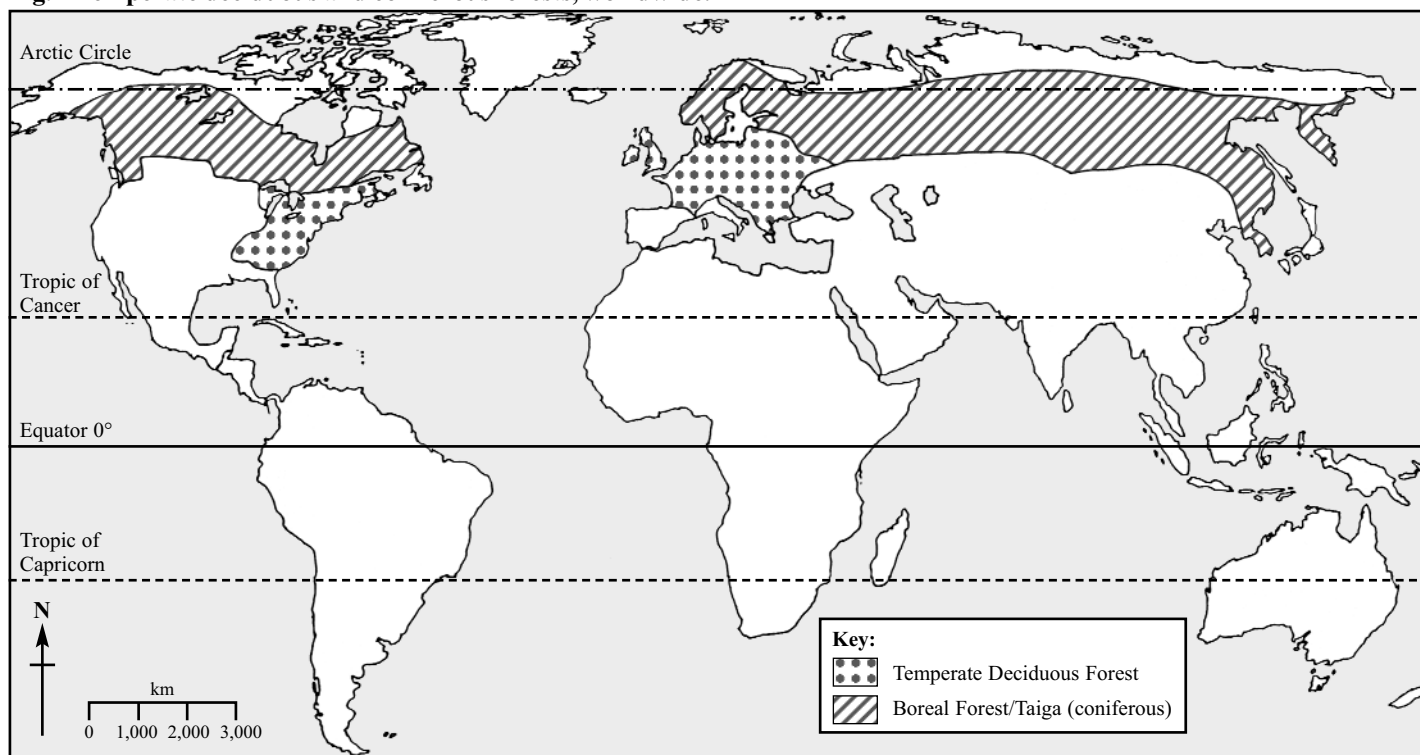 Arctic Circle
Tropic of
Cancer
Equator 0°
Tropic of
Capricorn
N
km
0 1,000 2,000 3,000
Key:
Temperate Deciduous Forest
Boreal Forest/Taiga (coniferous)